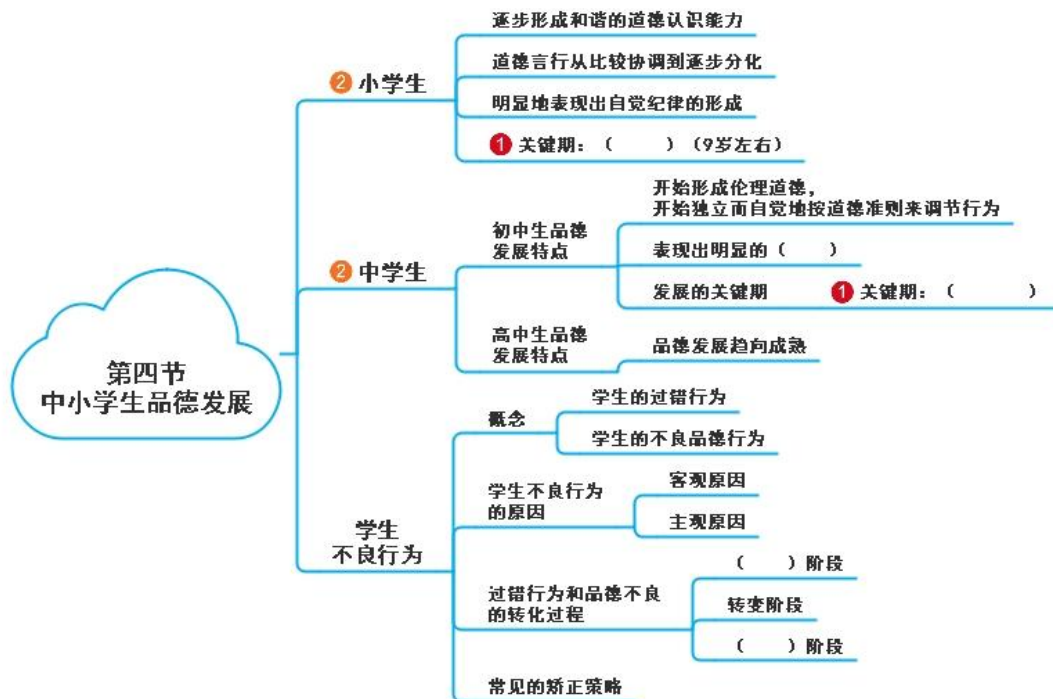 逐步形成和谐的道德认识能力
道德言行从比较协调到逐步分化
② 小学生
明显地表现出自觉纪律的形成
① 关键期：（ ）（9岁左右）
开始形成伦理道德，
开始独立而自觉地按道德准则来调节行为
初中生品德
发展特点
表现出明显的（ ）
② 中学生
发展的关键期 ① 关键期：（ ）
高中生品德
发展特点
品德发展趋向成熟
第四节
中小学生品德发展
概念
学生的过错行为
学生的不良品德行为
学生不良行为
的原因
客观原因
主观原因
学生
不良行为
过错行为和品德不良
的转化过程
（ ）阶段
转变阶段
（ ）阶段
常见的矫正策略